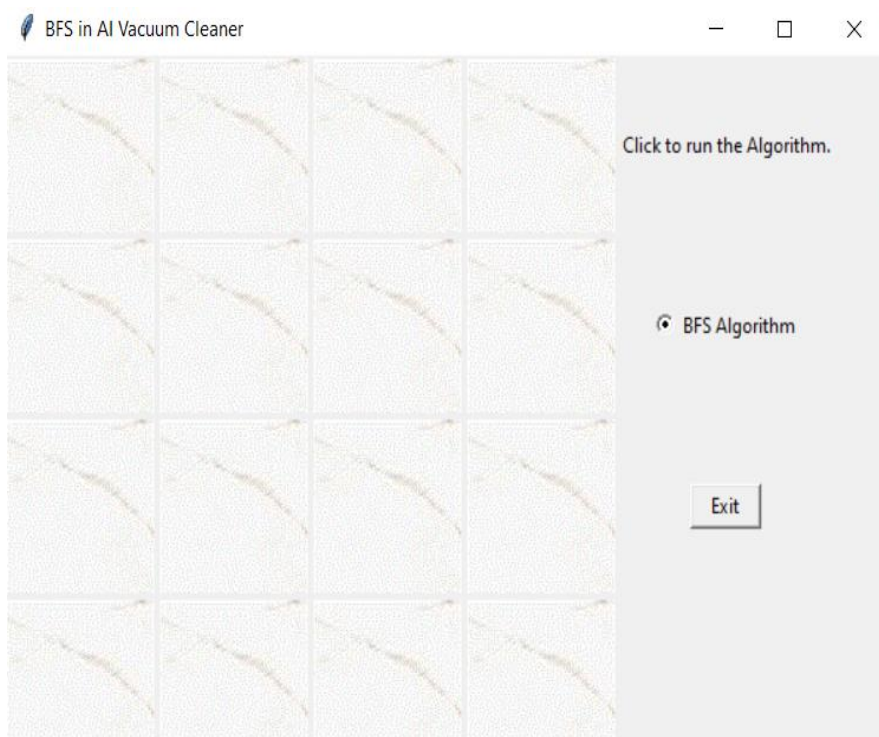 BFS in AI Vacuum Cleaner
Click to run the Algorithm.
BFS Algorithm
Exit